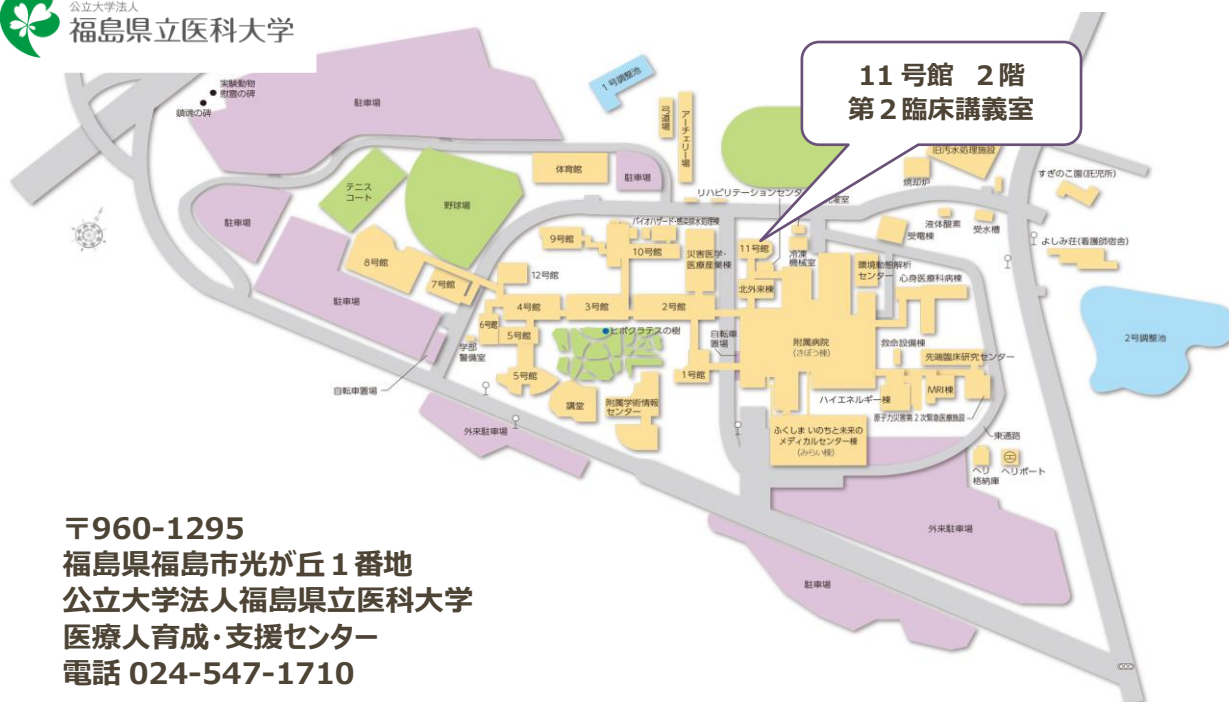 公立大学法人
福島県立医科大学
11 号館 2階
第２臨床講義室
実験動物
慰霊の碑
鎮魂の碑
駐車場
1 号調整池
弓道場
アーチェリー場
旧汚水処理施設
焼却炉
すぎのこ園(託児所)
体育館
駐車場
テニス
コート
野球場
駐車場
リハビリテーションセンタ
バイオハザード・感染排水処理棟
液体酸素
受水槽
受電棟
よしみ荘(看護師宿舎)
9号館
10号館
災害医学・
医療産業棟
11号館
冷凍
機械室
8号館
7号館
12号館
北外来棟
環境動態解析
センター
心身医療科病棟
駐車場
4号館
3号館
2号館
6号館
5号館
ヒポクラテスの樹
自転車
置場
附属病院
(きぼう棟)
救命設備棟
2号調整池
学部
警備室
先端臨床研究センター
5号館
1号館
MRI棟
自転車置場
講堂
附属学術情報
センター
ハイエネルギー棟
原子力災害第２次緊急医療施設
外来駐車場
ふくしま いのちと未来の
メディカルセンター棟
(みらい棟)
東通路
ヘリ
格納庫
ヘリポート
外来駐車場
駐車場
〒960-1295
福島県福島市光が丘１番地
公立大学法人福島県立医科大学
医療人育成・支援センター
電話 024-547-1710